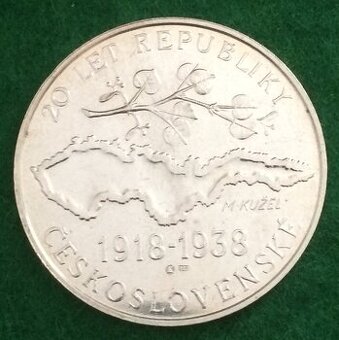 20 LET REPUBLIKY
M. KUŽEL
1918-1938
ČESKOSLOVENSKÉ